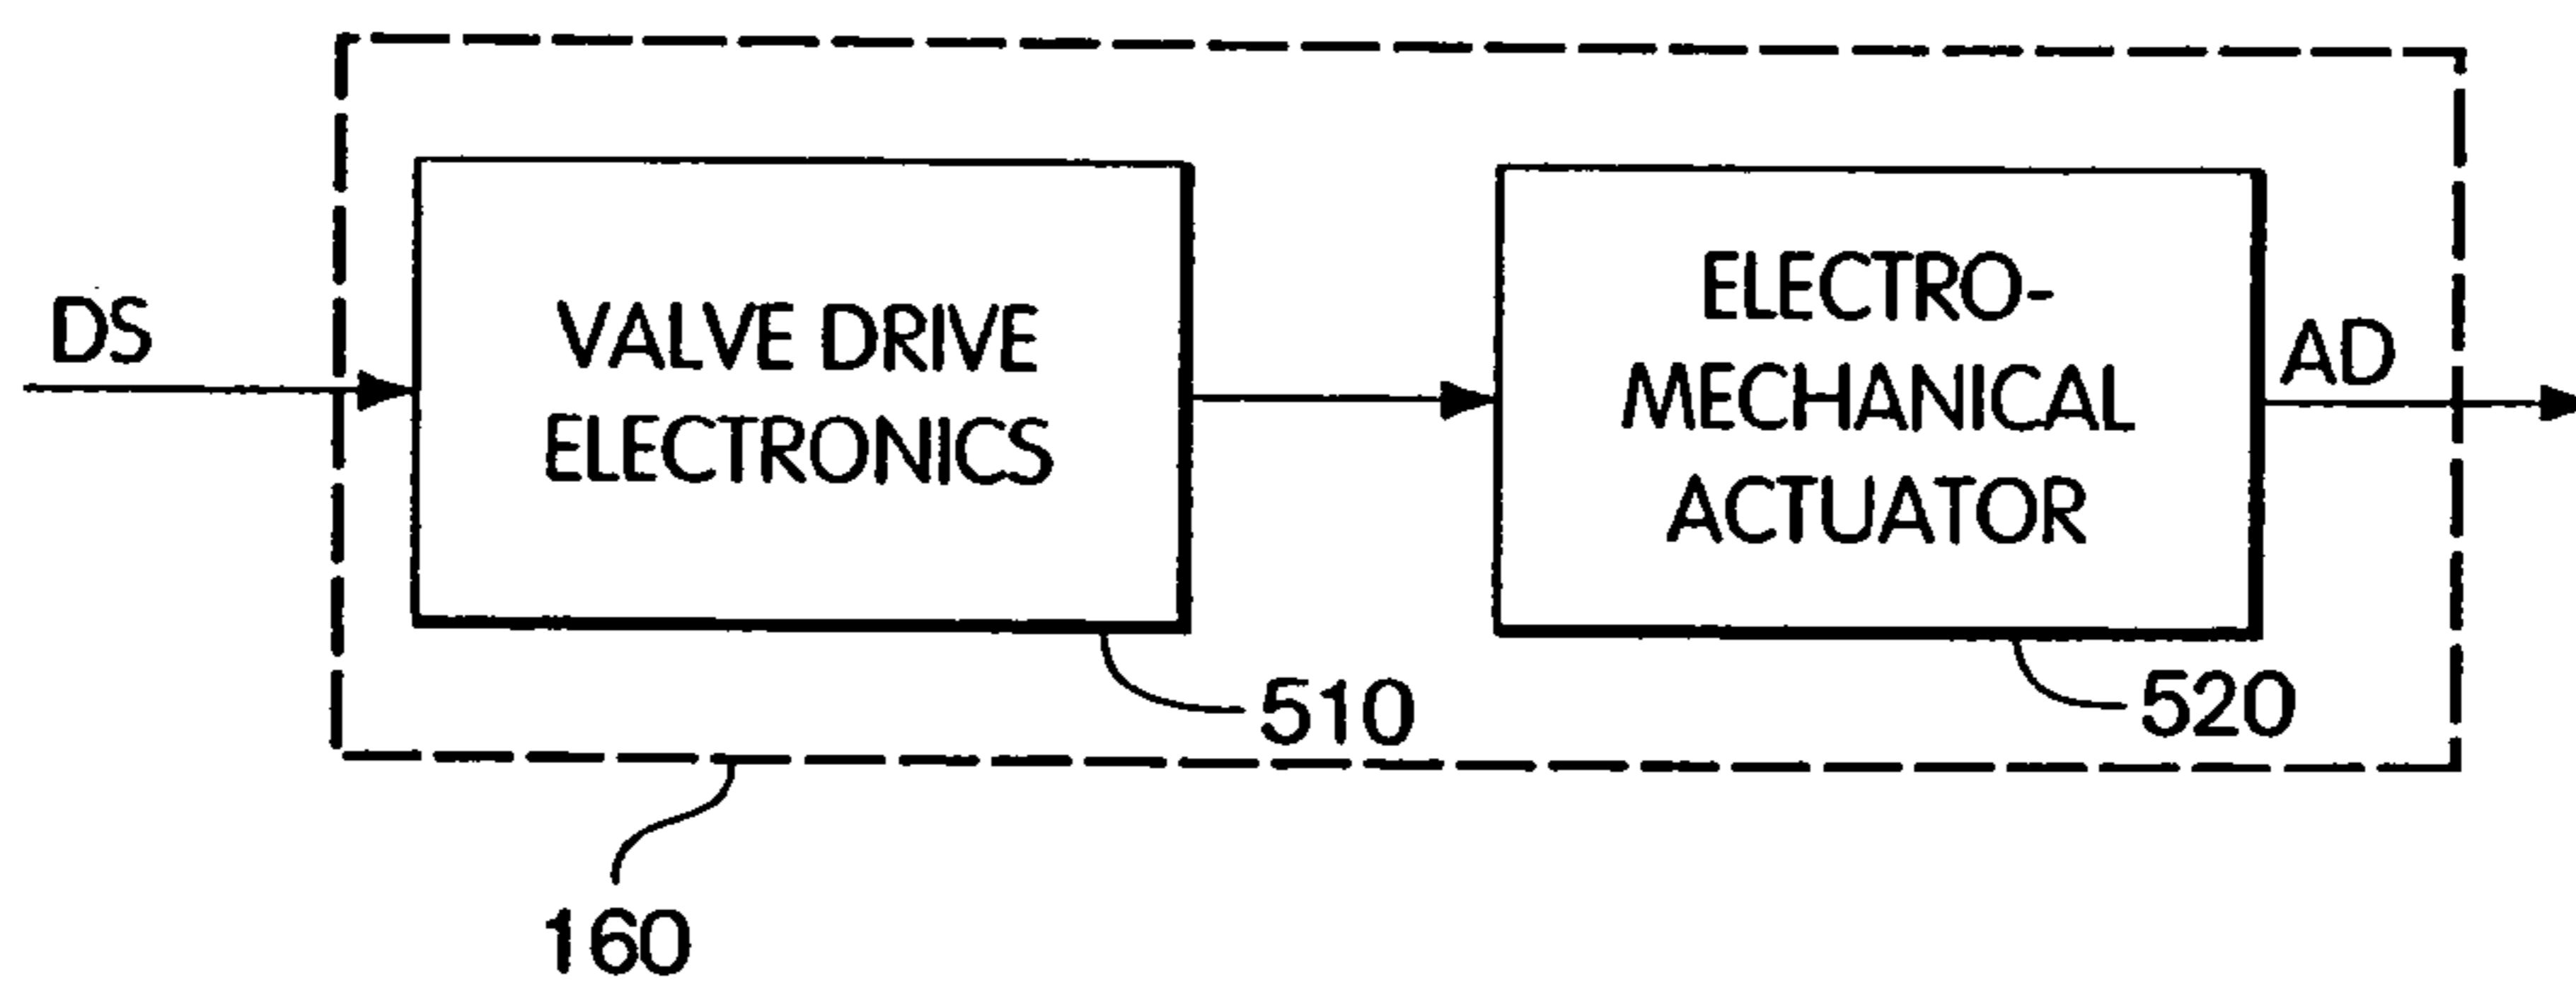 DS
VALVE DRIVE
ELECTRONICS
ELECTRO-
MECHANICAL
ACTUATOR
AD
510
520
160